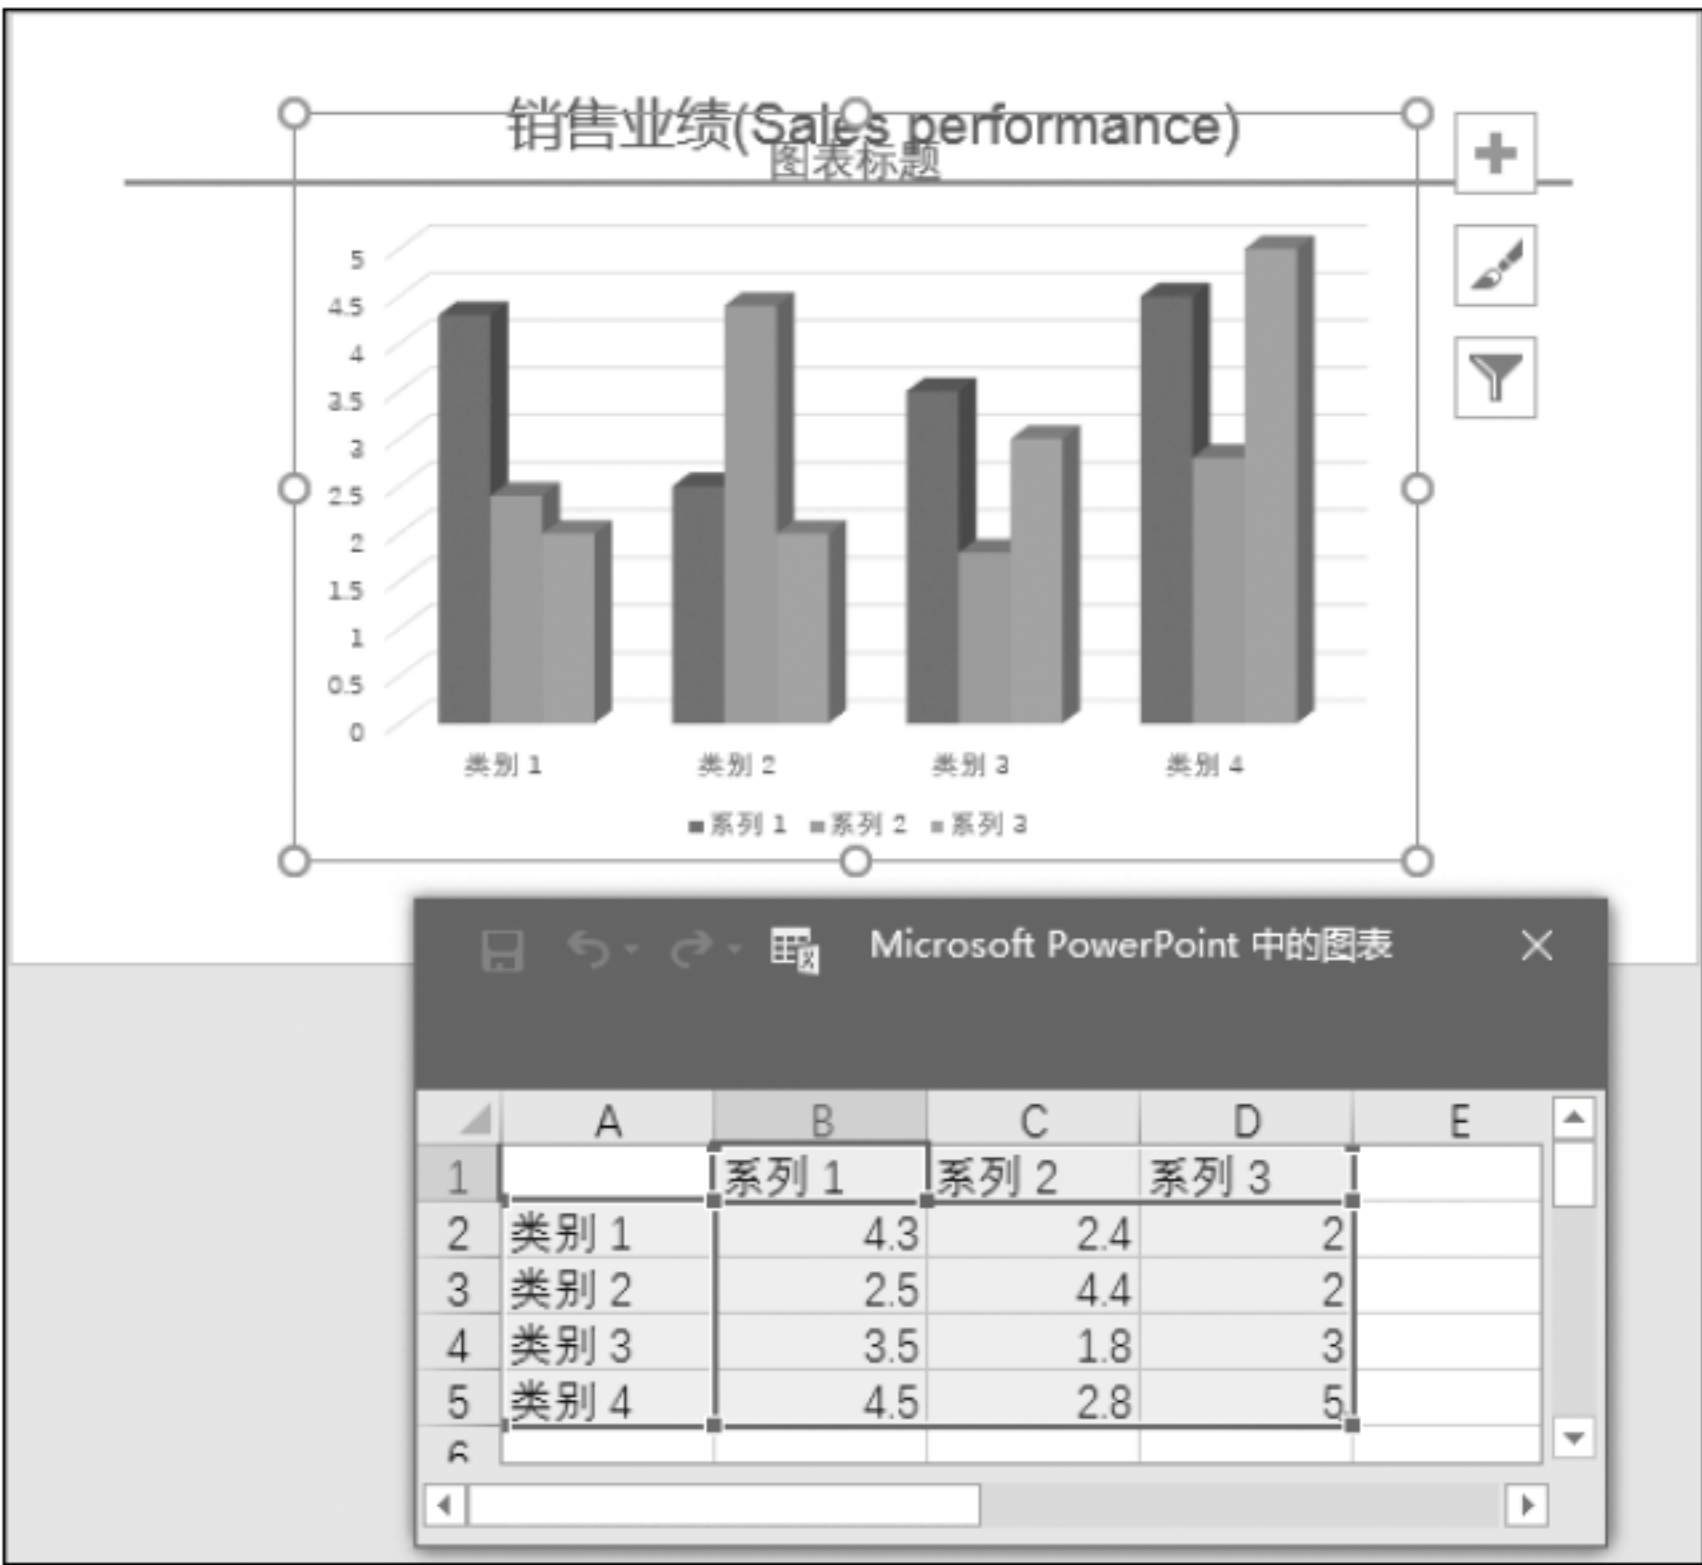 销售业绩(Sales performance)
图表标题
5
4.5
4
3.5
3
2.5
2
1.5
1
0.5
0
类别 1 类别 2 类别 3 类别 4
系列 1 系列 2 系列 3
Microsoft PowerPoint 中的图表
A B C D E
1 系列 1 系列 2 系列 3
2 类别 1 4.3 2.4 2
3 类别 2 2.5 4.4 2
4 类别 3 3.5 1.8 3
5 类别 4 4.5 2.8 5
6